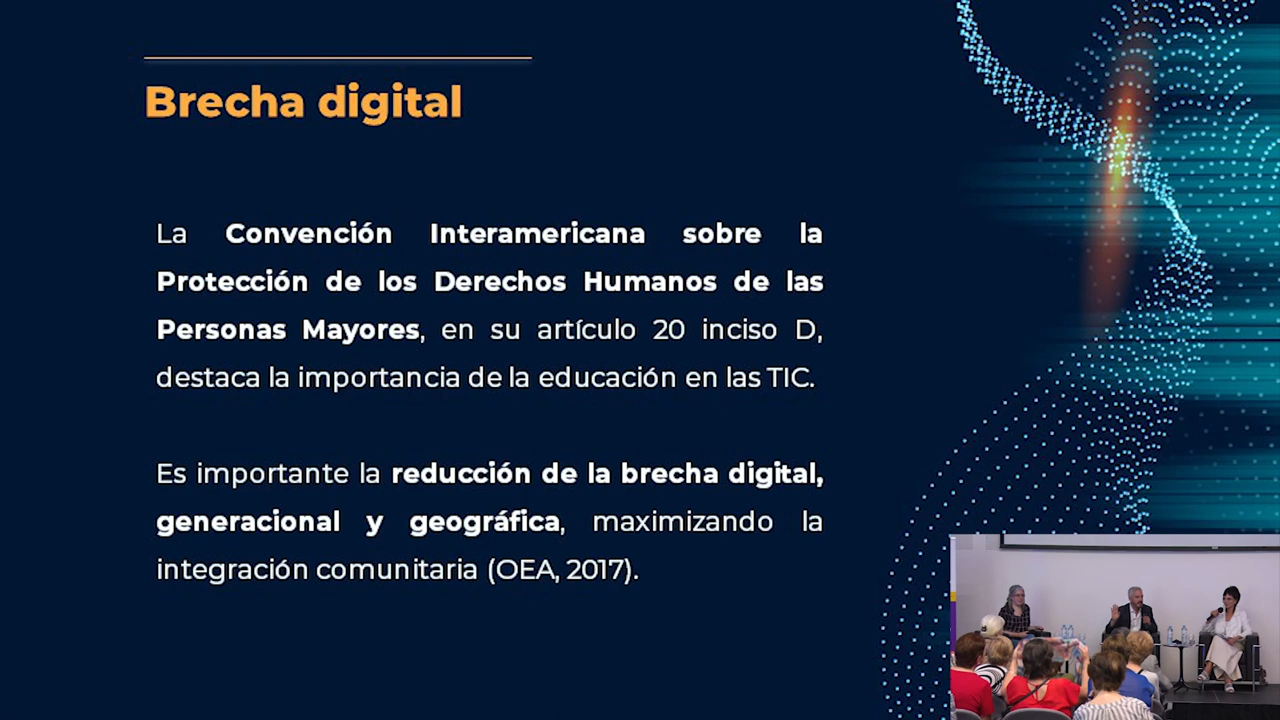 Brecha digital
La Convención Interamericana sobre la
Protección de los Derechos Humanos de las
Personas Mayores, en su artículo 20 inciso D,
destaca la importancia de la educación en las TIC.
Es importante la reducción de la brecha digital,
generacional y geográfica, maximizando la
integración comunitaria (OEA, 2017).